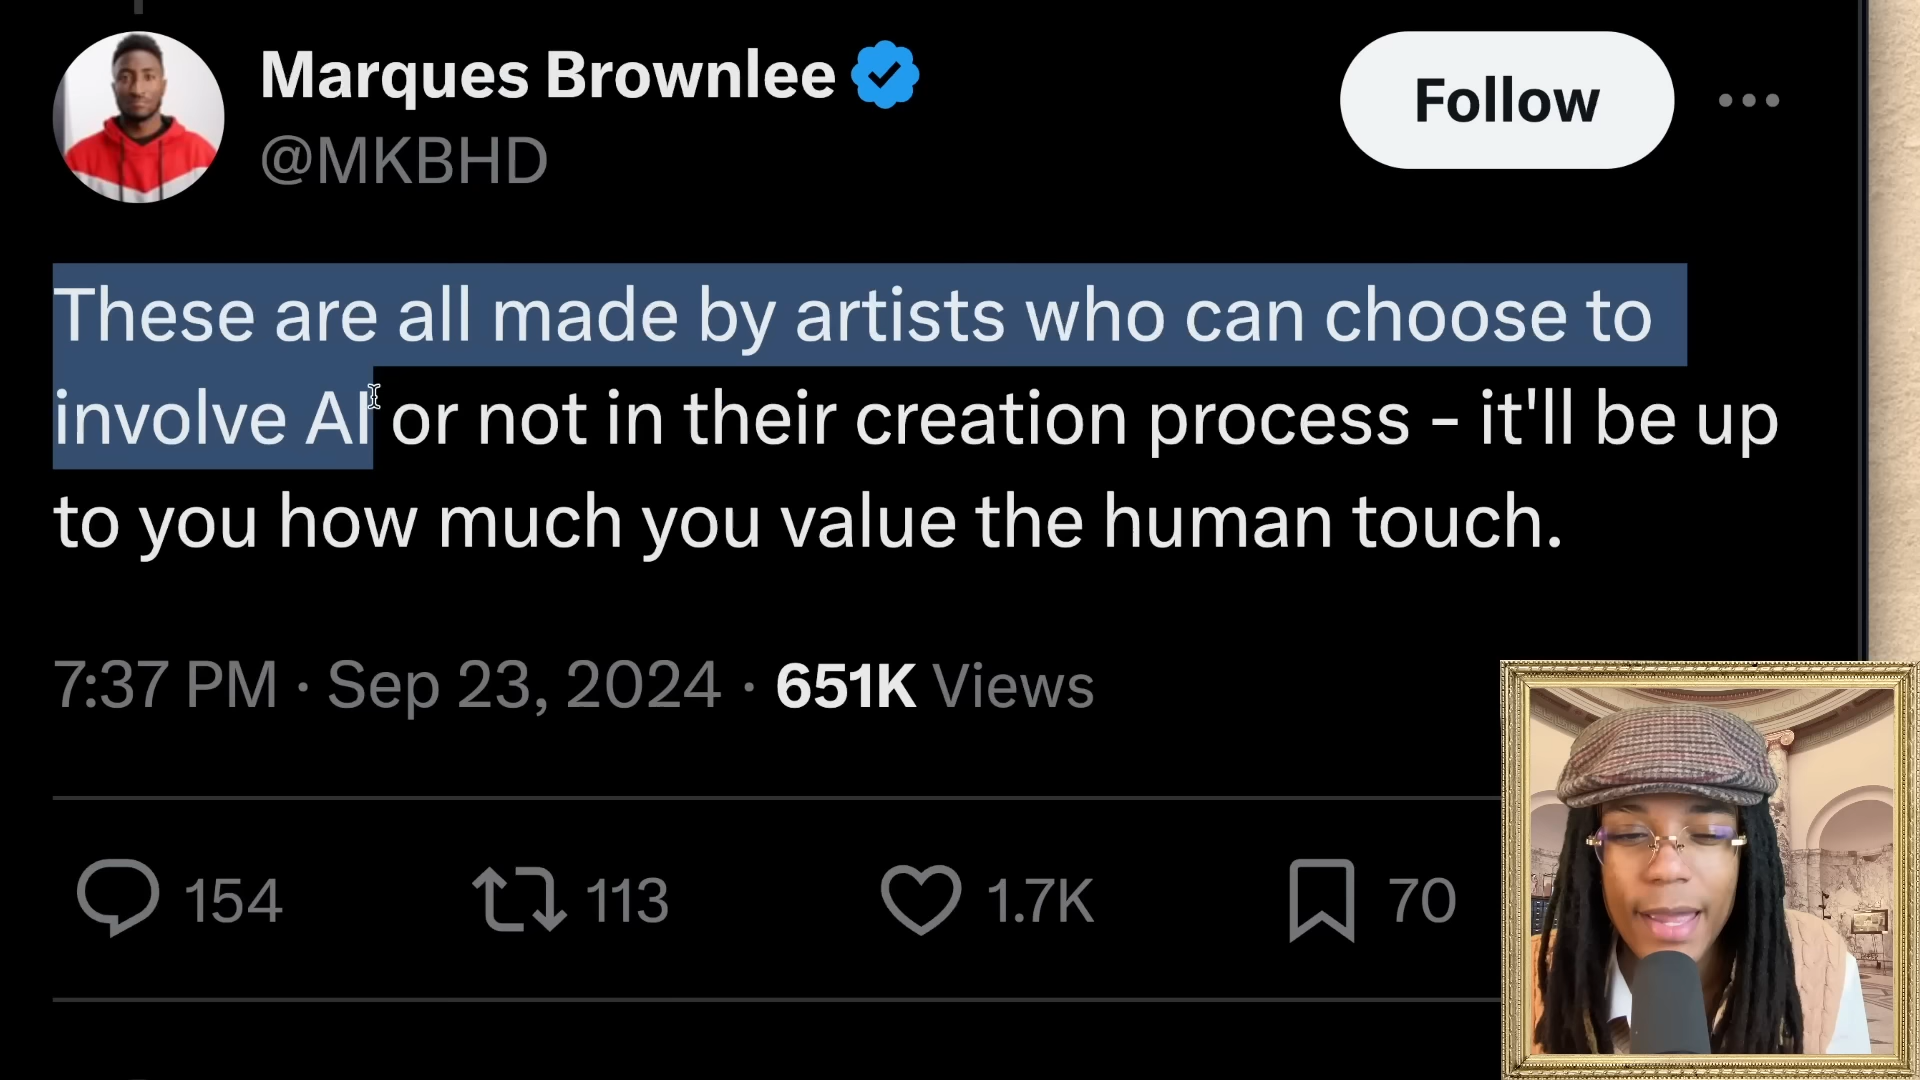 Marques Brownlee
@MKBHD
Follow
These are all made by artists who can choose to
involve AI or not in their creation process - it'll be up
to you how much you value the human touch.
7:37 PM · Sep 23, 2024 · 651K Views
154 113 1.7K 70